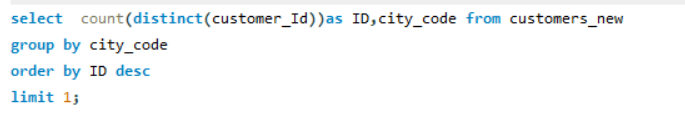 select  count(distinct(customer_Id))as ID,city_code from customers_new
group by city_code
order by ID desc
limit 1;